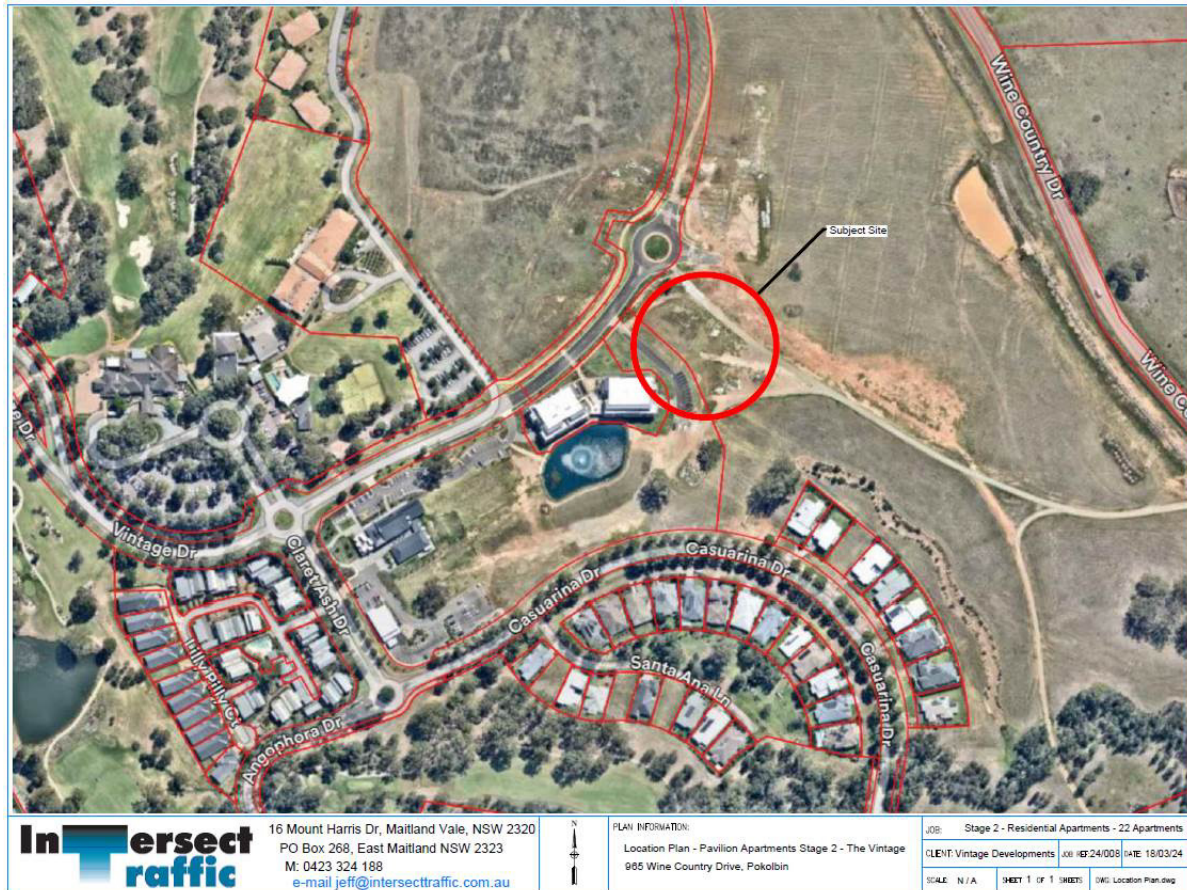 Wine Country Dr
Subject Site
Wine Co
e Dr
Vintage Dr
Claret Ash Dr
Casuarina Dr
Casuarina Dr
Casuarina Dr
Santa Ana Ln
Lilly Pilly Ct
Angophora Dr
Intersect
Traffic
16 Mount Harris Dr, Maitland Vale, NSW 2320
PO Box 268, East Maitland NSW 2323
M: 0423 324 188
e-mail jeff@intersecttraffic.com.au
N
PLAN INFORMATION:
Location Plan - Pavilion Apartments Stage 2 - The Vintage
965 Wine Country Drive, Pokolbin
JOB: Stage 2 - Residential Apartments - 22 Apartments
CLIENT: Vintage Developments JOB REF: 24/008 DATE: 18/03/24
SCALE: N / A SHEET 1 OF 1 SHEETS DWG: Location Plan.dwg